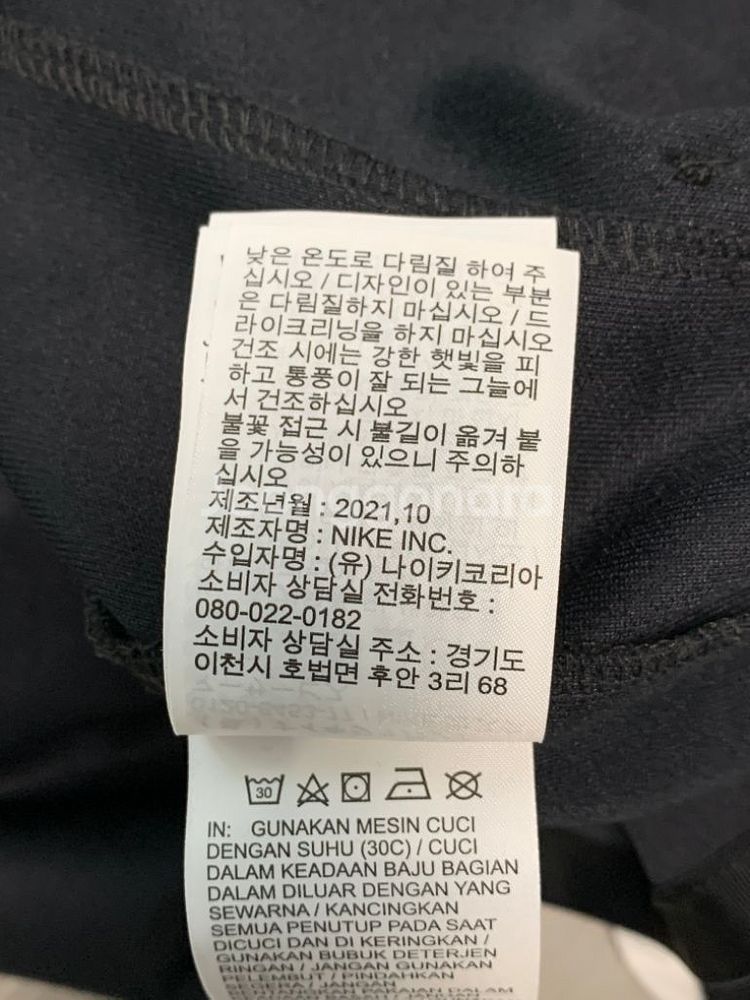 낮은 온도로 다림질 하여 주
십시오 / 디자인이 있는 부분
은 다림질하지 마십시오 / 드
라이크리닝을 하지 마십시오
건조 시에는 강한 햇빛을 피
하고 통풍이 잘 되는 그늘에
서 건조하십시오
불꽃 접근 시 불길이 옮겨 붙
을 가능성이 있으니 주의하
십시오
제조년월 : 2021,10
제조자명 : NIKE INC.
수입자명 : (유) 나이키코리아
소비자 상담실 전화번호 :
080-022-0182
소비자 상담실 주소 : 경기도
이천시 호법면 후안 3리 68
30
IN: GUNAKAN MESIN CUCI
DENGAN SUHU (30C) / CUCI
DALAM KEADAAN BAJU BAGIAN
DALAM DILUAR DENGAN YANG
SEWARNA / KANCINGKAN
SEMUA PENUTUP PADA SAAT
DICUCI DAN DI KERINGKAN /
GUNAKAN BUBUK DETERJEN
RINGAN / JANGAN GUNAKAN
PELEMBUT / PINDAHKAN
SEGERA / JANGAN